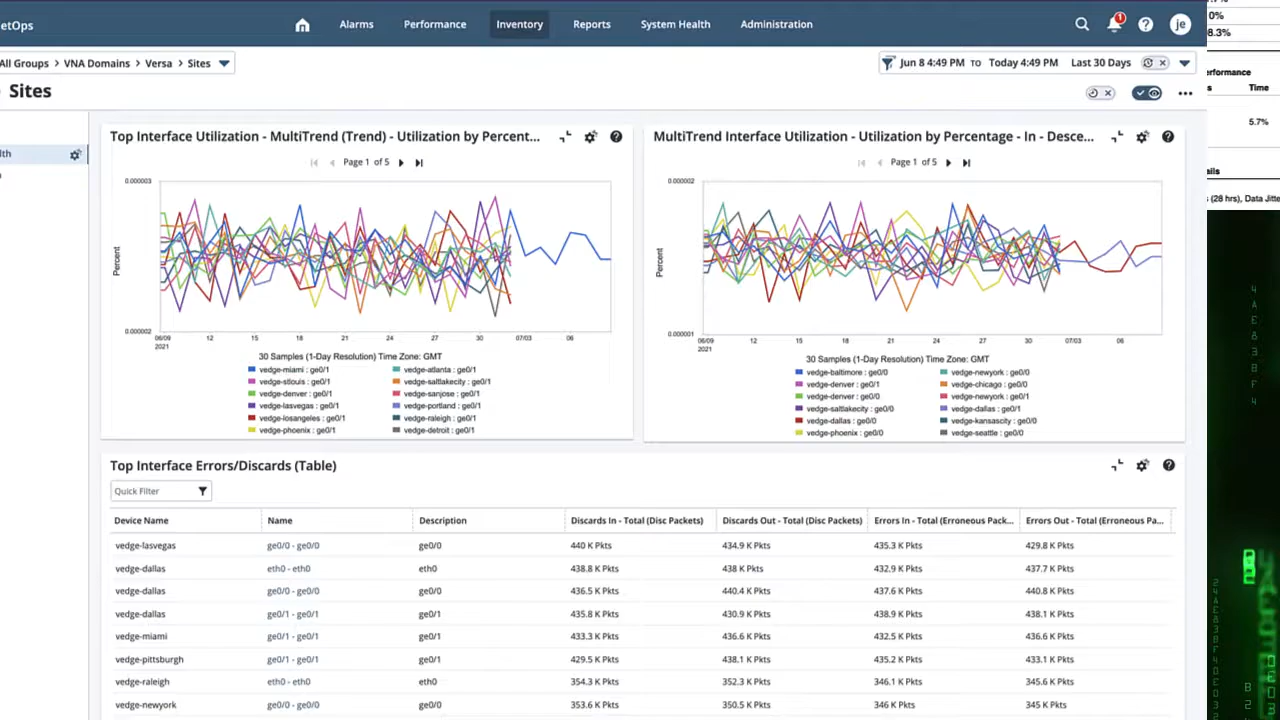 etOps
Alarms Performance Inventory Reports System Health Administration
1
je
All Groups > VNA Domains > Versa > Sites
Jun 8 4:49 PM TO Today 4:49 PM Last 30 Days
Sites
lth
Top Interface Utilization - MultiTrend (Trend) - Utilization by Percent...
Page 1 of 5
0.000003
Percent
0.000002
06/09 12 15 18 21 24 27 30 07/03 06
2021
30 Samples (1-Day Resolution) Time Zone: GMT
vedge-miami : ge0/1 vedge-atlanta : ge0/1
vedge-stlouis : ge0/1 vedge-saltlakecity : ge0/1
vedge-denver : ge0/1 vedge-sanjose : ge0/1
vedge-lasvegas : ge0/1 vedge-portland : ge0/1
vedge-losangeles : ge0/1 vedge-raleigh : ge0/1
vedge-phoenix : ge0/1 vedge-detroit : ge0/1
MultiTrend Interface Utilization - Utilization by Percentage - In - Desce...
Page 1 of 5
0.000002
Percent
0.000001
06/09 12 15 18 21 24 27 30 07/03 06
2021
30 Samples (1-Day Resolution) Time Zone: GMT
vedge-baltimore : ge0/0 vedge-newyork : ge0/0
vedge-denver : ge0/1 vedge-chicago : ge0/0
vedge-denver : ge0/0 vedge-newyork : ge0/1
vedge-saltlakecity : ge0/0 vedge-dallas : ge0/1
vedge-dallas : ge0/0 vedge-kansascity : ge0/0
vedge-phoenix : ge0/0 vedge-seattle : ge0/0
Top Interface Errors/Discards (Table)
Quick Filter
Device Name Name Description Discards In - Total (Disc Packets) Discards Out - Total (Disc Packets) Errors In - Total (Erroneous Pack... Errors Out - Total (Erroneous Pa...
vedge-lasvegas ge0/0 - ge0/0 ge0/0 440 K Pkts 434.9 K Pkts 435.3 K Pkts 429.8 K Pkts
vedge-dallas eth0 - eth0 eth0 438.8 K Pkts 438 K Pkts 432.9 K Pkts 437.7 K Pkts
vedge-dallas ge0/0 - ge0/0 ge0/0 436.5 K Pkts 440.4 K Pkts 437.6 K Pkts 440.8 K Pkts
vedge-dallas ge0/1 - ge0/1 ge0/1 435.8 K Pkts 430.9 K Pkts 438.9 K Pkts 438.1 K Pkts
vedge-miami ge0/1 - ge0/1 ge0/1 433.3 K Pkts 436.6 K Pkts 432.5 K Pkts 436.6 K Pkts
vedge-pittsburgh ge0/1 - ge0/1 ge0/1 429.5 K Pkts 438.1 K Pkts 435.2 K Pkts 433.1 K Pkts
vedge-raleigh eth0 - eth0 eth0 354.3 K Pkts 352.3 K Pkts 346.1 K Pkts 345.6 K Pkts
vedge-newyork ge0/0 - ge0/0 ge0/0 353.6 K Pkts 350.5 K Pkts 346 K Pkts 345 K Pkts
0%
8.3%
erformance
s Time
5.7%
ails
s (28 hrs), Data Jitte